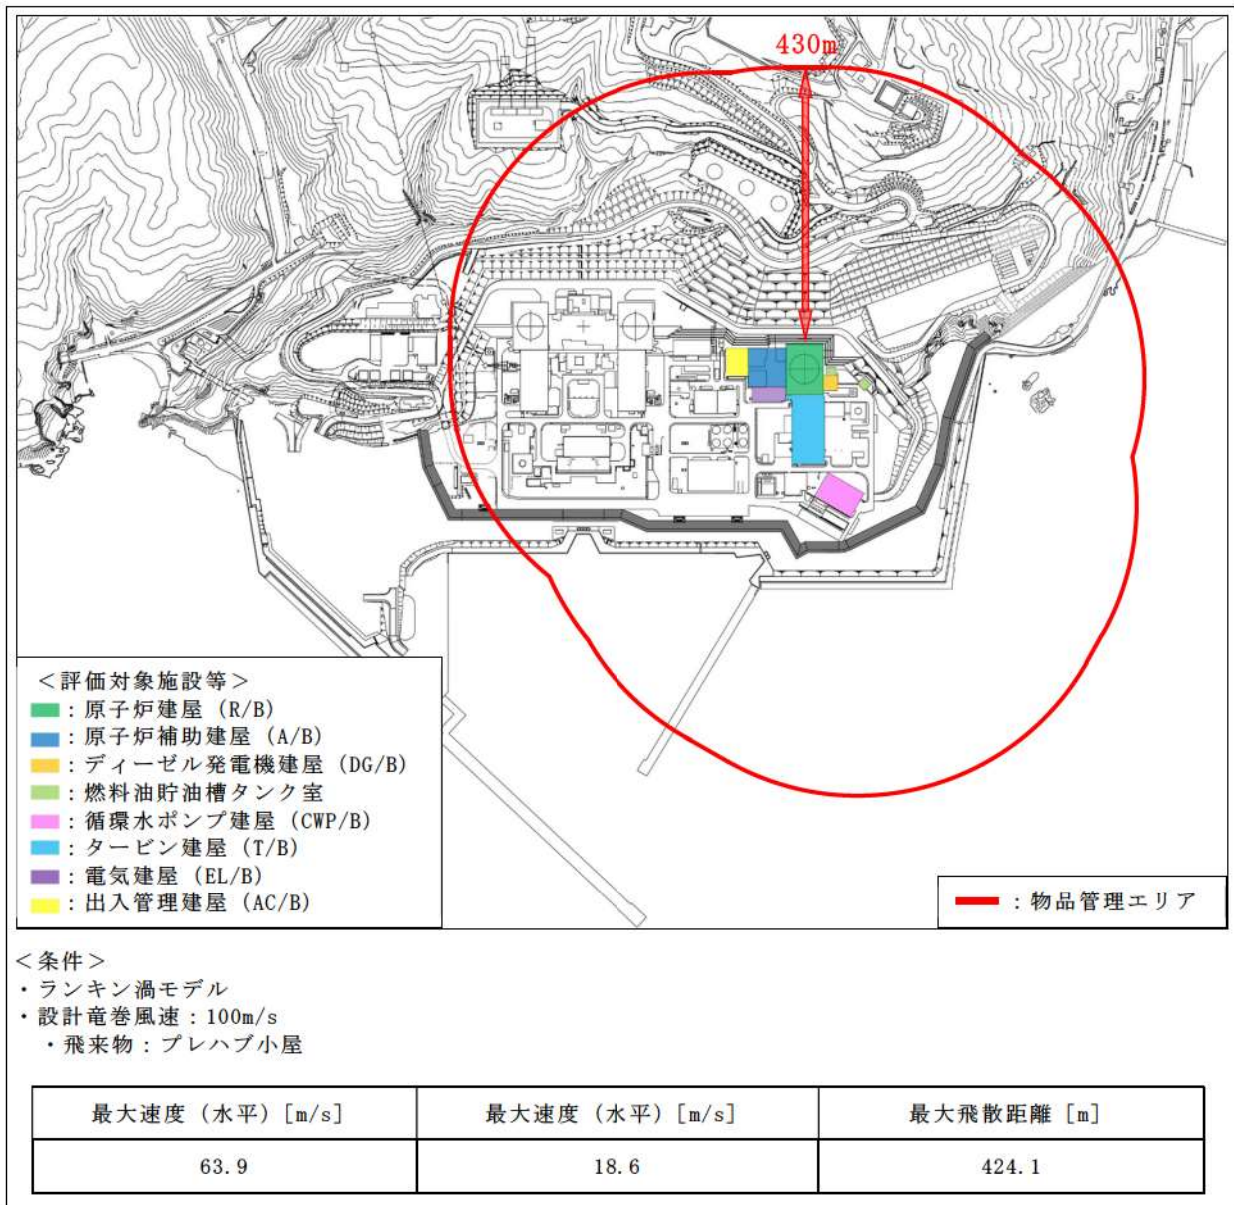 430m
＜評価対象施設等＞
：原子炉建屋（R/B）
：原子炉補助建屋（A/B）
：ディーゼル発電機建屋（DG/B）
：燃料油貯油槽タンク室
：循環水ポンプ建屋（CWP/B）
：タービン建屋（T/B）
：電気建屋（EL/B）
：出入管理建屋（AC/B）
：物品管理エリア
＜条件＞
・ランキン渦モデル
・設計竜巻風速：100m/s
・飛来物：プレハブ小屋
最大速度（水平）[m/s] 最大速度（水平）[m/s] 最大飛散距離［m］
63.9 18.6 424.1